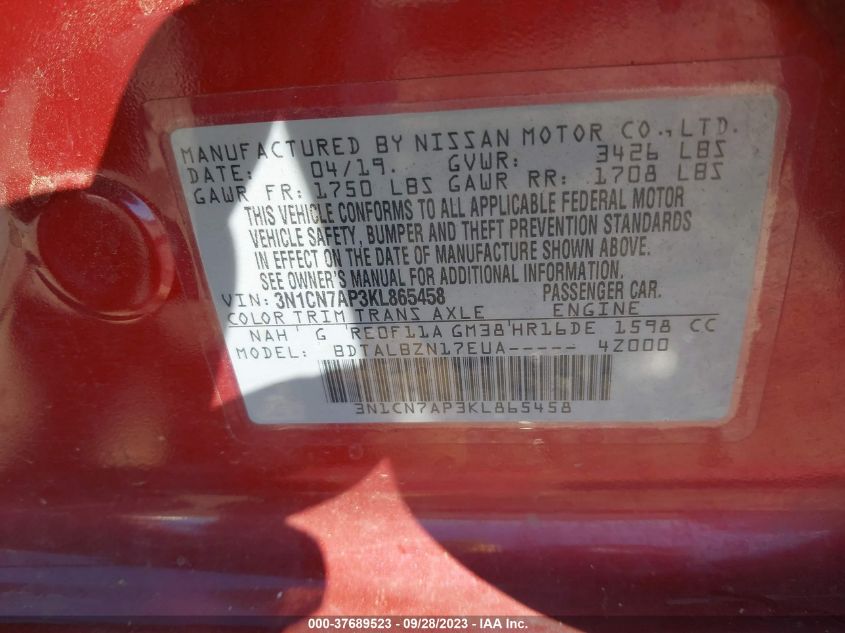 MANUFACTURED BY NISSAN MOTOR CO., LTD.
DATE: 04/19. GVWR: 3426 LBS
GAWR FR: 1750 LBS GAWR RR: 1708 LBS
THIS VEHICLE CONFORMS TO ALL APPLICABLE FEDERAL MOTOR
VEHICLE SAFETY, BUMPER AND THEFT PREVENTION STANDARDS
IN EFFECT ON THE DATE OF MANUFACTURE SHOWN ABOVE.
SEE OWNER'S MANUAL FOR ADDITIONAL INFORMATION.
VIN: 3N1CN7AP3KL865458 PASSENGER CAR.
COLOR TRIM TRANS AXLE ENGINE
NAH G RE0F11A GM38 HR16DE 1598 CC
MODEL: BDTALBZN17EUA----- 4Z000
3N1CN7AP3KL865458
000-37689523 - 09/28/2023 - IAA Inc.